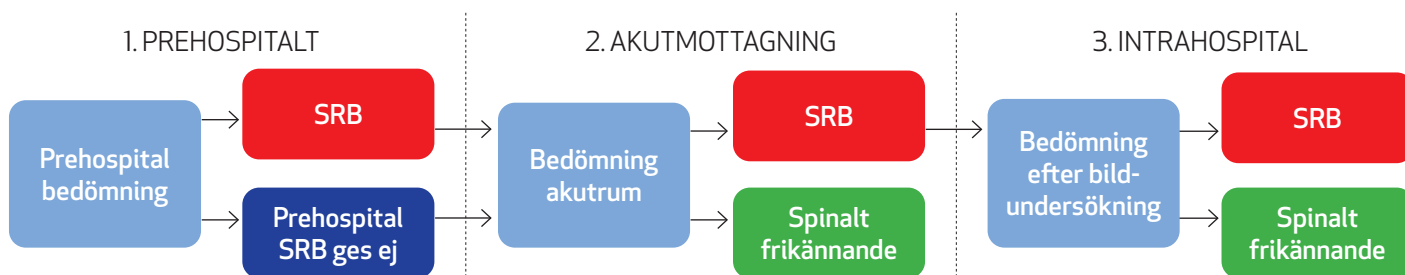 1. PREHOSPITALT
2. AKUTMOTTAGNING
3. INTRAHOSPITAL
Prehospital
bedömning
SRB
Prehospital
SRB ges ej
Bedömning
akutrum
SRB
Spinalt
frikännande
Bedömning
efter bild-
undersökning
SRB
Spinalt
frikännande